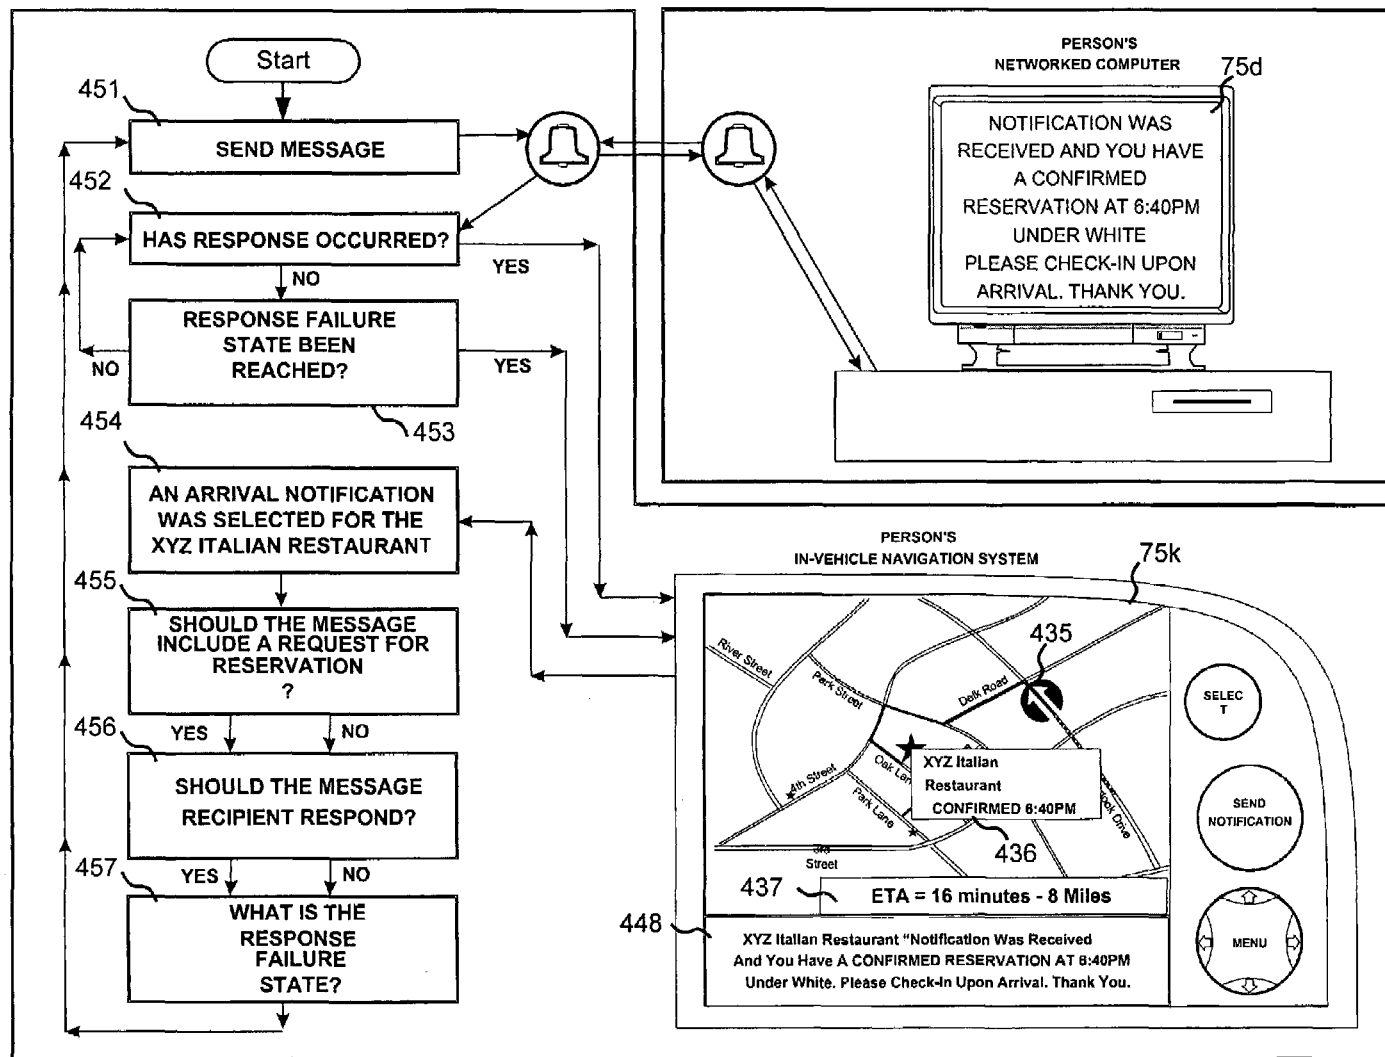 Start
451
SEND MESSAGE
452
HAS RESPONSE OCCURRED?
YES
NO
RESPONSE FAILURE
STATE BEEN
REACHED?
NO
YES
453
454
AN ARRIVAL NOTIFICATION
WAS SELECTED FOR THE
XYZ ITALIAN RESTAURANT
455
SHOULD THE MESSAGE
INCLUDE A REQUEST FOR
RESERVATION
?
YES
NO
456
SHOULD THE MESSAGE
RECIPIENT RESPOND?
YES
NO
457
WHAT IS THE
RESPONSE
FAILURE
STATE?
PERSON'S
NETWORKED COMPUTER
75d
NOTIFICATION WAS
RECEIVED AND YOU HAVE
A CONFIRMED
RESERVATION AT 6:40PM
UNDER WHITE
PLEASE CHECK-IN UPON
ARRIVAL. THANK YOU.
PERSON'S
IN-VEHICLE NAVIGATION SYSTEM
75k
435
River Street
Park Street
Delk Road
Oak Lan
4th Street
Park Lane
3rd
Street
ook Drive
XYZ Italian
Restaurant
CONFIRMED 6:40PM
436
437
ETA = 16 minutes - 8 Miles
448
XYZ Italian Restaurant “Notification Was Received
And You Have A CONFIRMED RESERVATION AT 6:40PM
Under White. Please Check-In Upon Arrival. Thank You.
SELEC
T
SEND
NOTIFICATION
MENU